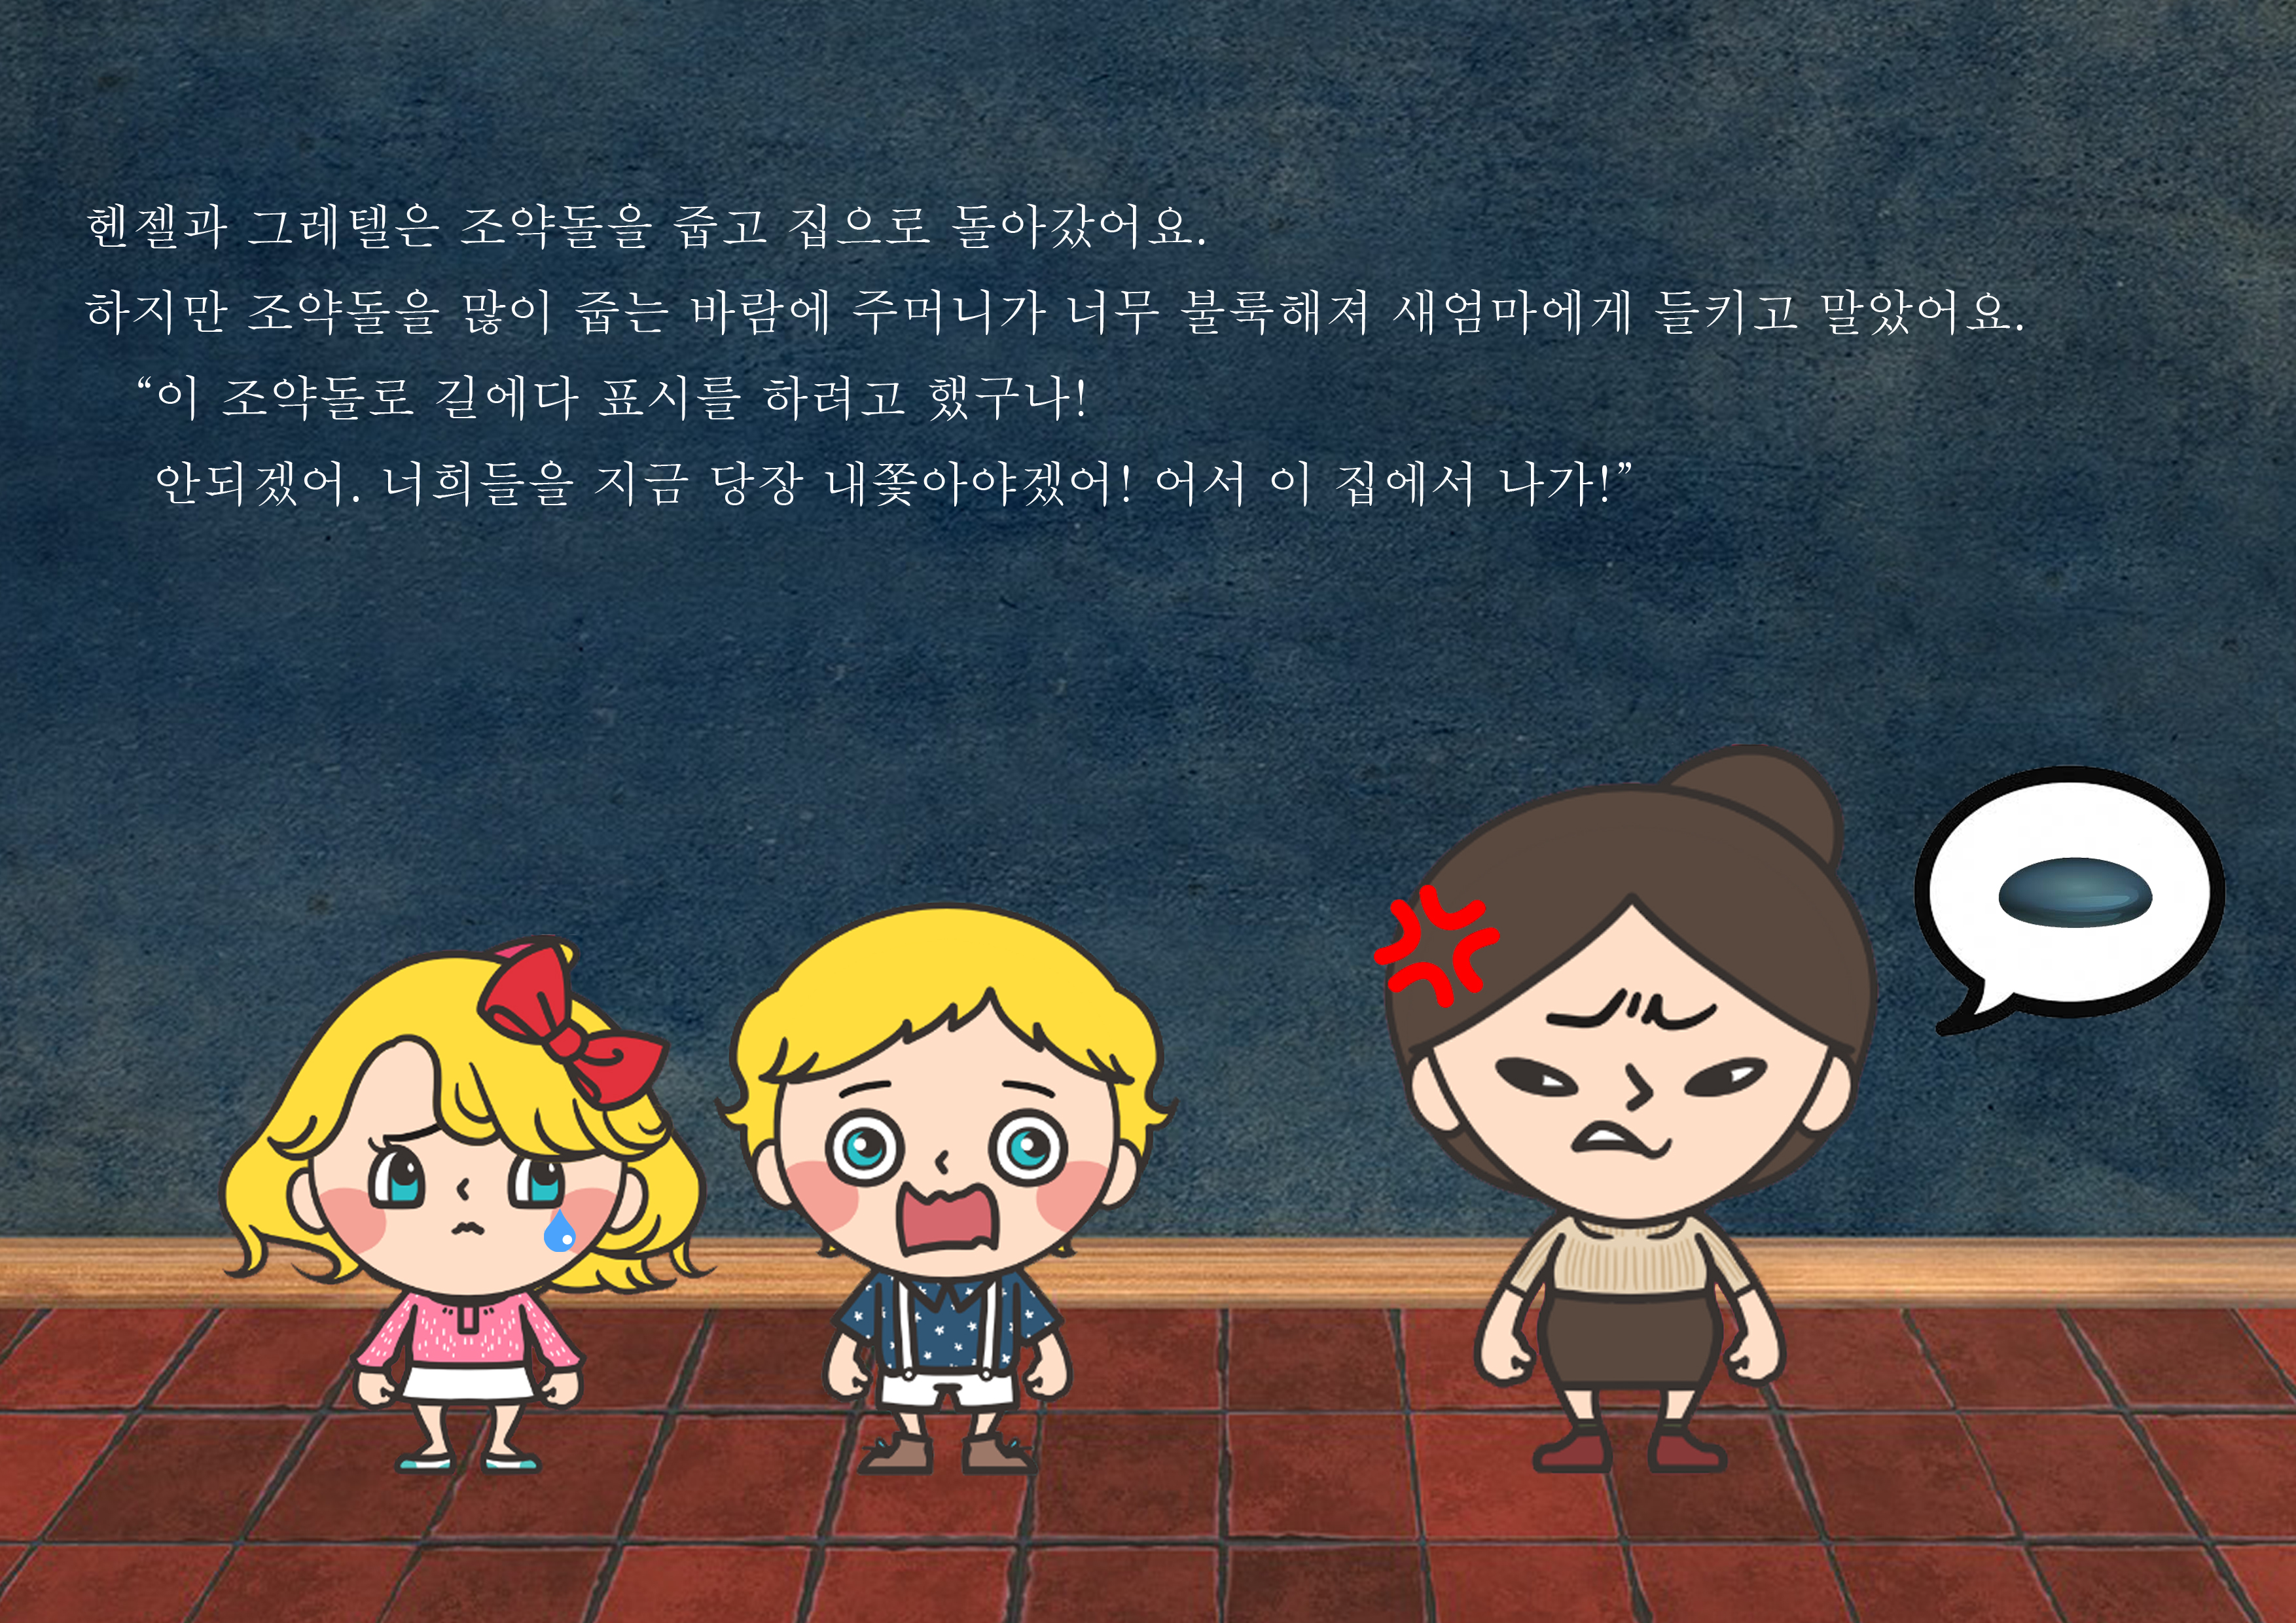 헨젤과 그레텔은 조약돌을 줍고 집으로 돌아갔어요.
하지만 조약돌을 많이 줍는 바람에 주머니가 너무 불룩해져 새엄마에게 들키고 말았어요.
“이 조약돌로 길에다 표시를 하려고 했구나!
안되겠어. 너희들을 지금 당장 내쫓아야겠어! 어서 이 집에서 나가!”